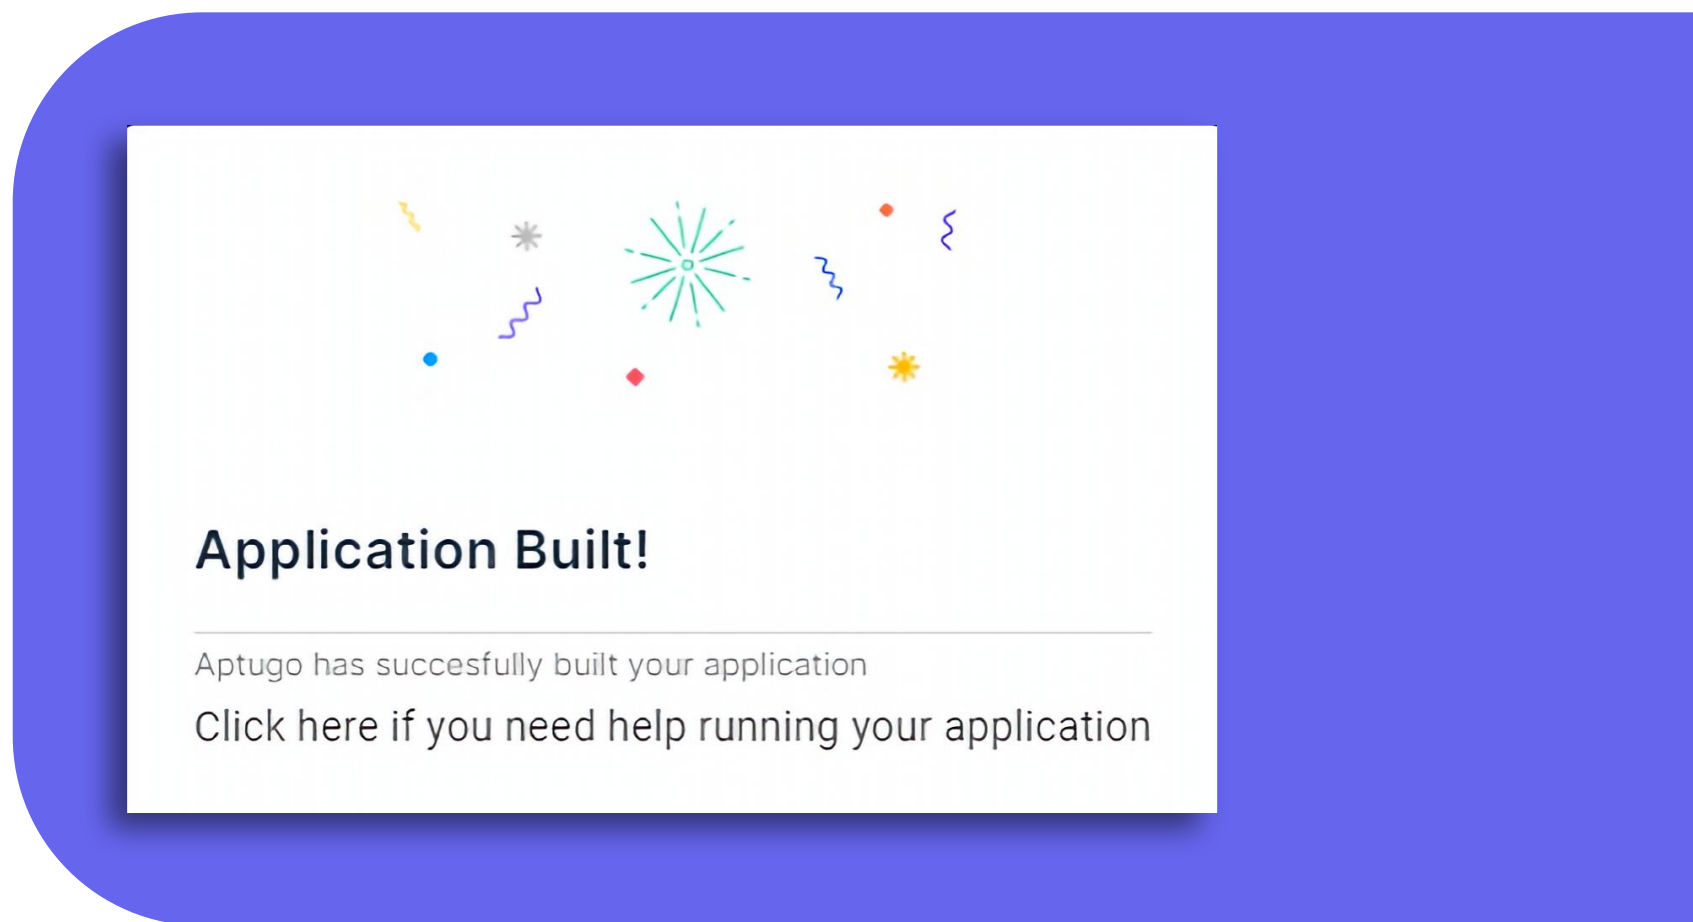 Application Built!
Aptugo has succesfully built your application
Click here if you need help running your application